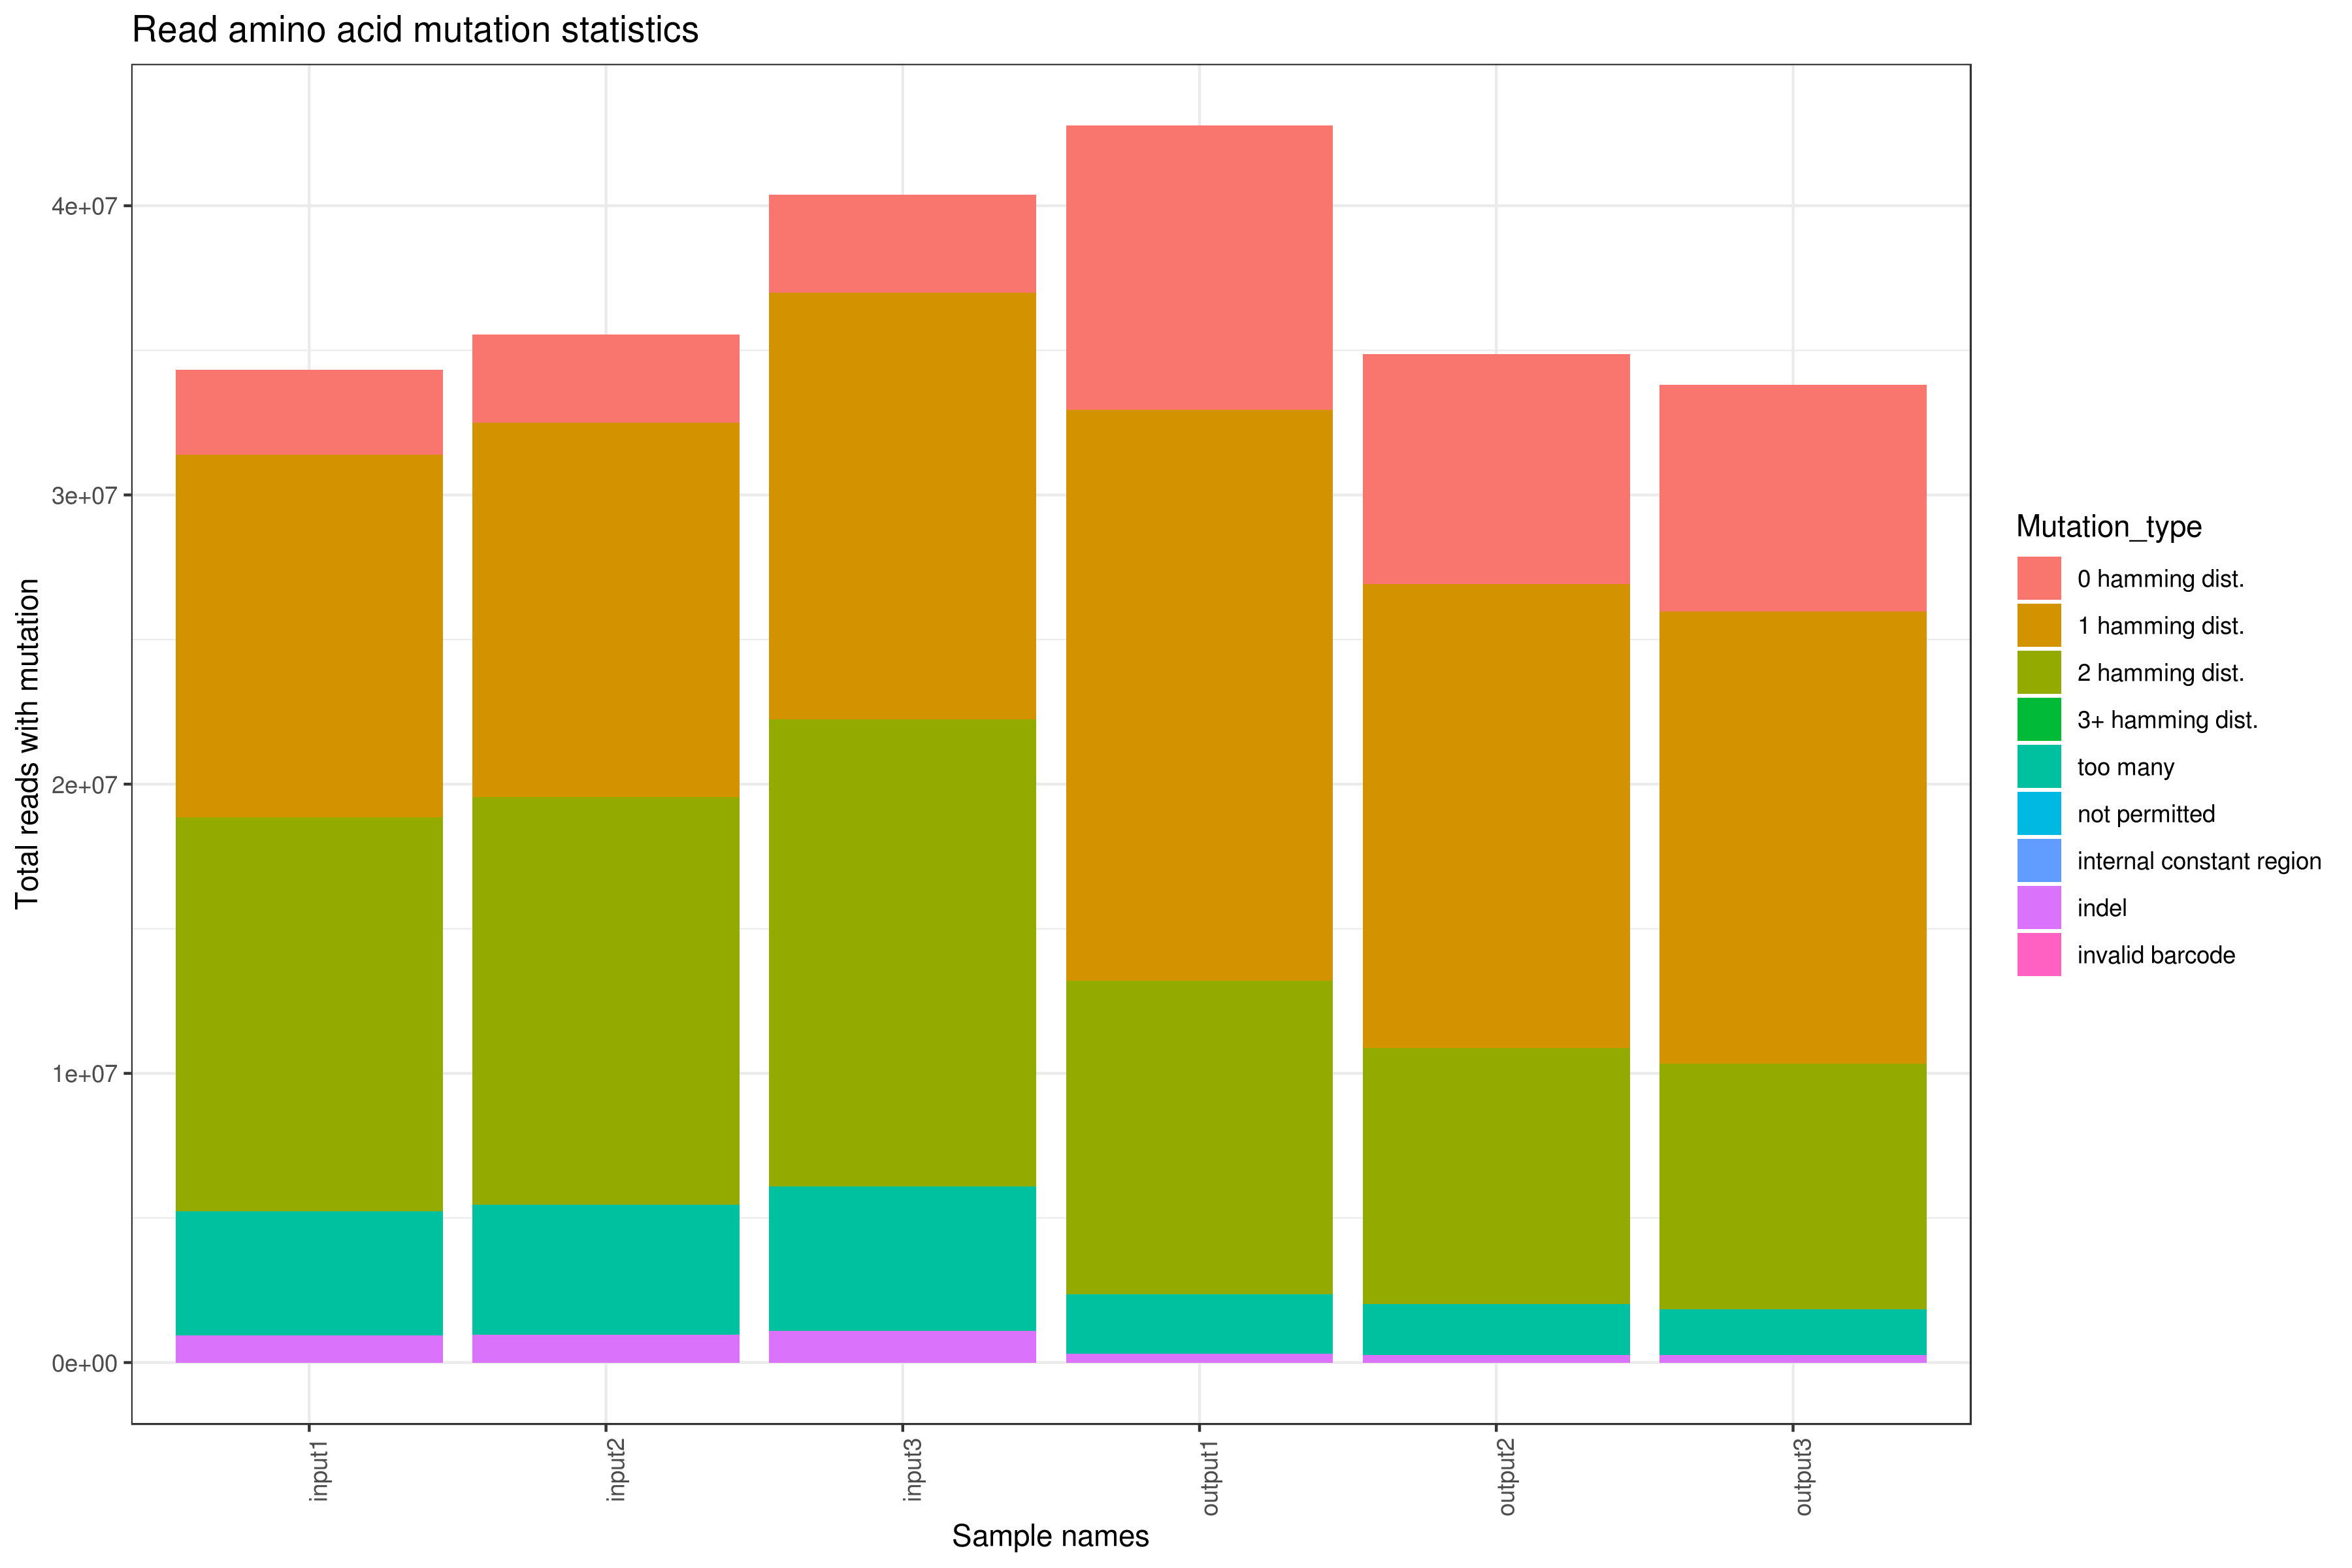 Read amino acid mutation statistics
Total reads with mutation
4e+07
3e+07
2e+07
1e+07
0e+00
input1
input2
input3
output1
output2
output3
Sample names
Mutation_type
0 hamming dist.
1 hamming dist.
2 hamming dist.
3+ hamming dist.
too many
not permitted
internal constant region
indel
invalid barcode